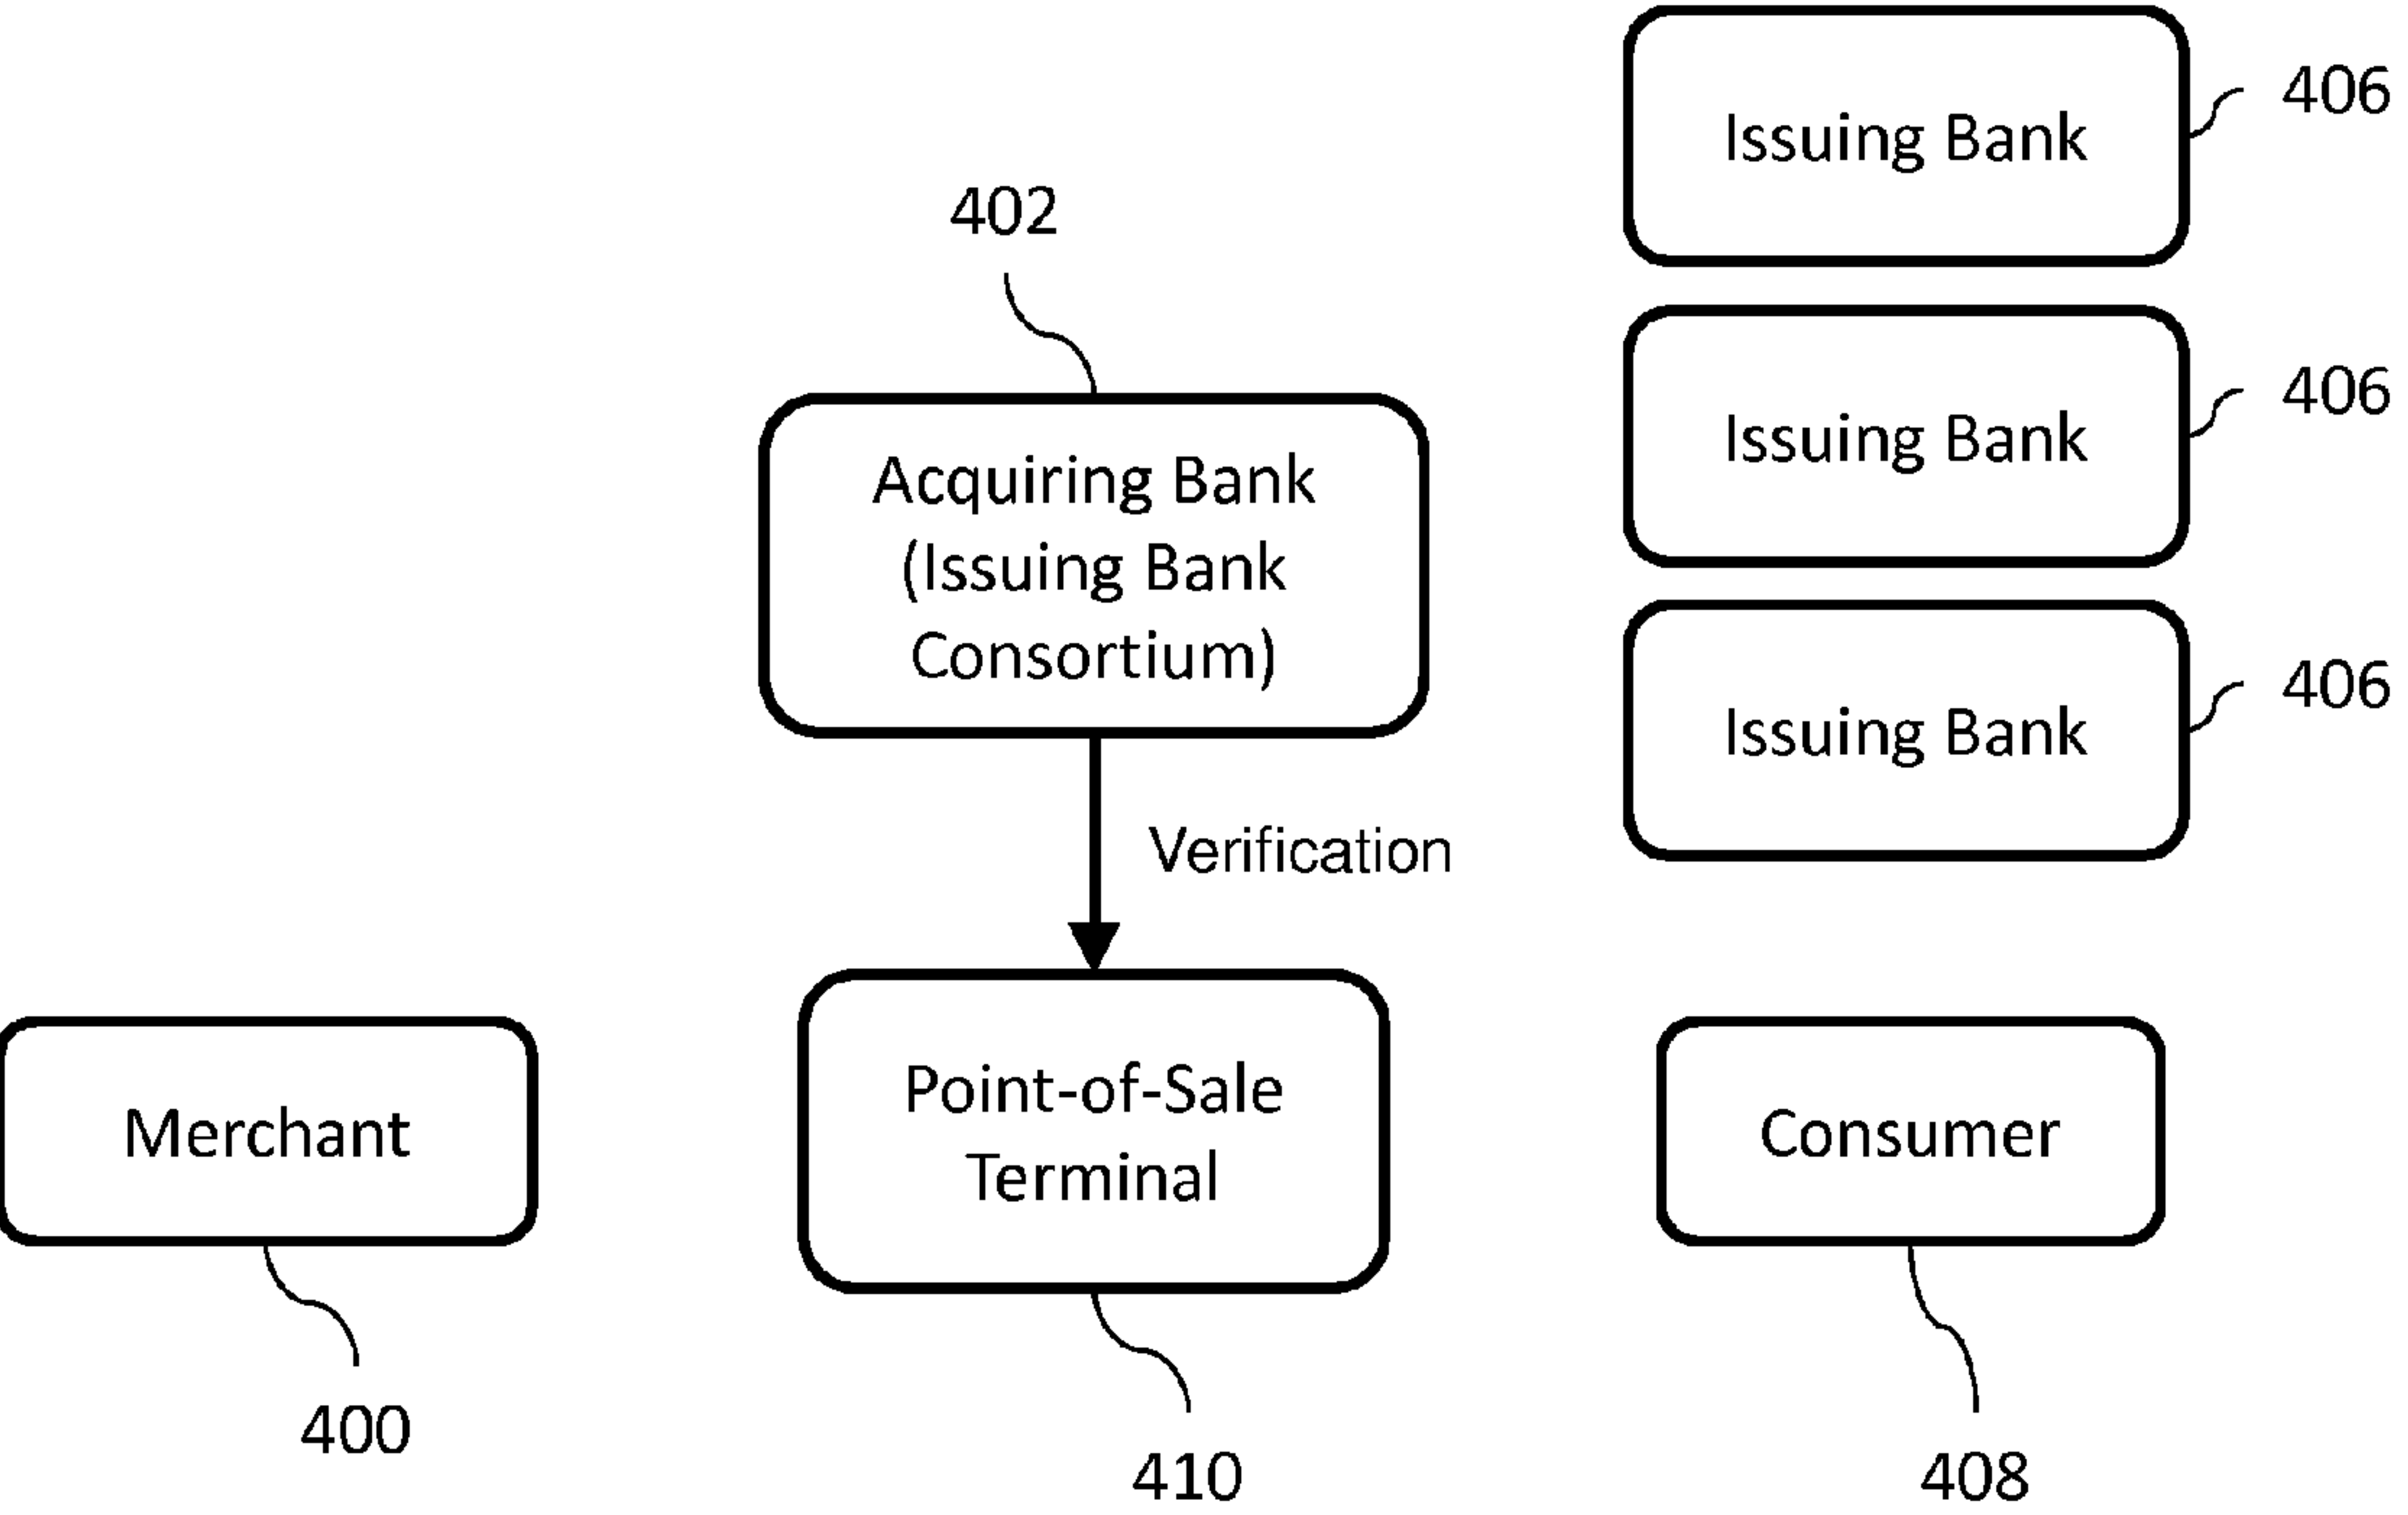 Issuing Bank
406
402
Issuing Bank
406
Acquiring Bank
(Issuing Bank
Consortium)
Issuing Bank
406
Verification
Merchant
Point-of-Sale
Terminal
Consumer
400
410
408